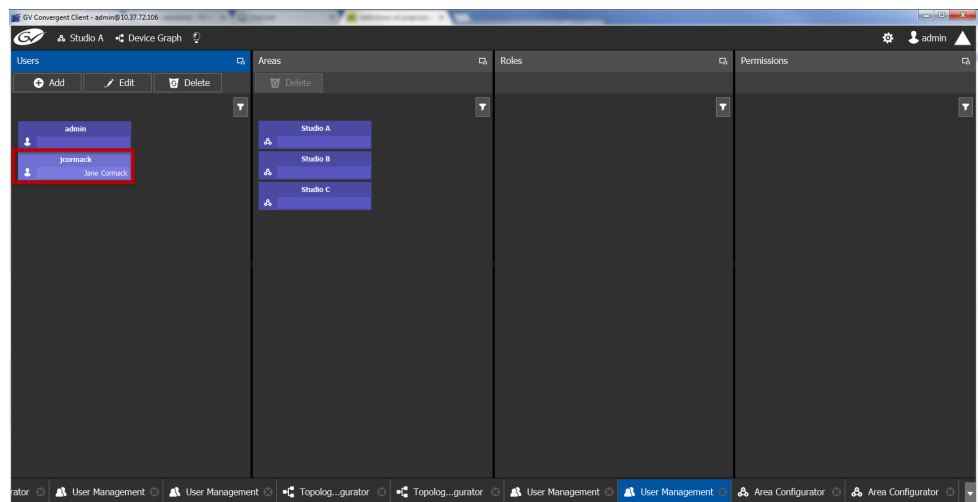 GV Convergent Client - admin@10.37.72.106
GV Studio A Device Graph admin
Users Areas Roles Permissions
Add Edit Delete Delete
admin
jcormack
Jane Cormack
Studio A
Studio B
Studio C
rator User Management User Management Topolog...gurator Topolog...gurator User Management User Management Area Configurator Area Configurator